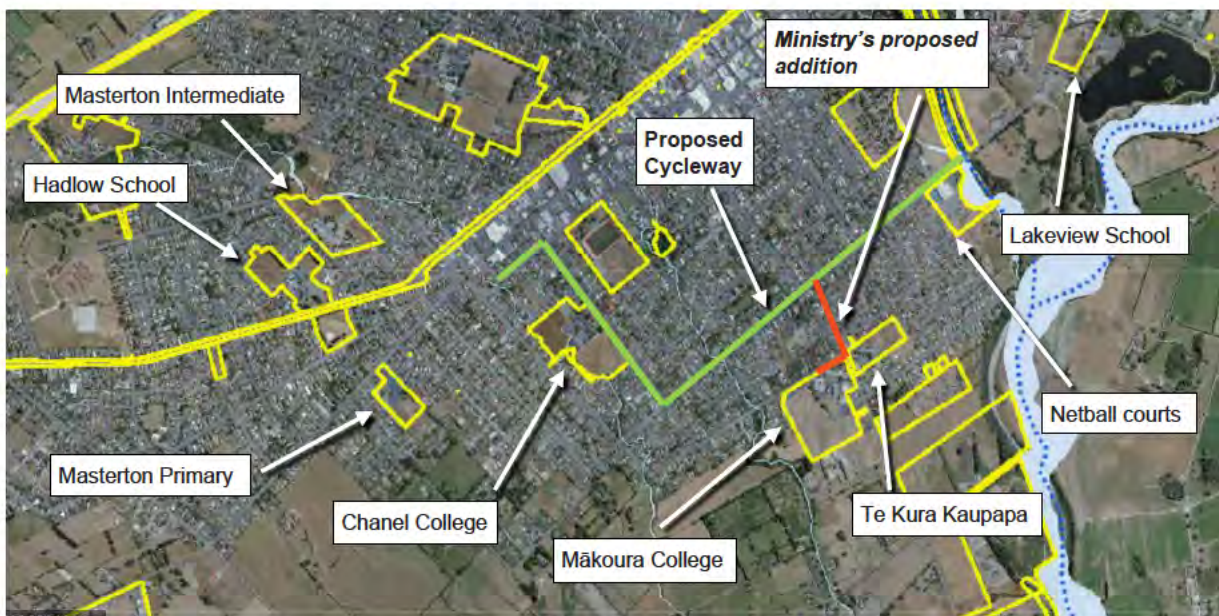 Ministry's proposed
addition
Masterton Intermediate
Proposed
Cycleway
Hadlow School
Lakeview School
Netball courts
Masterton Primary
Chanel College
Te Kura Kaupapa
Mākoura College